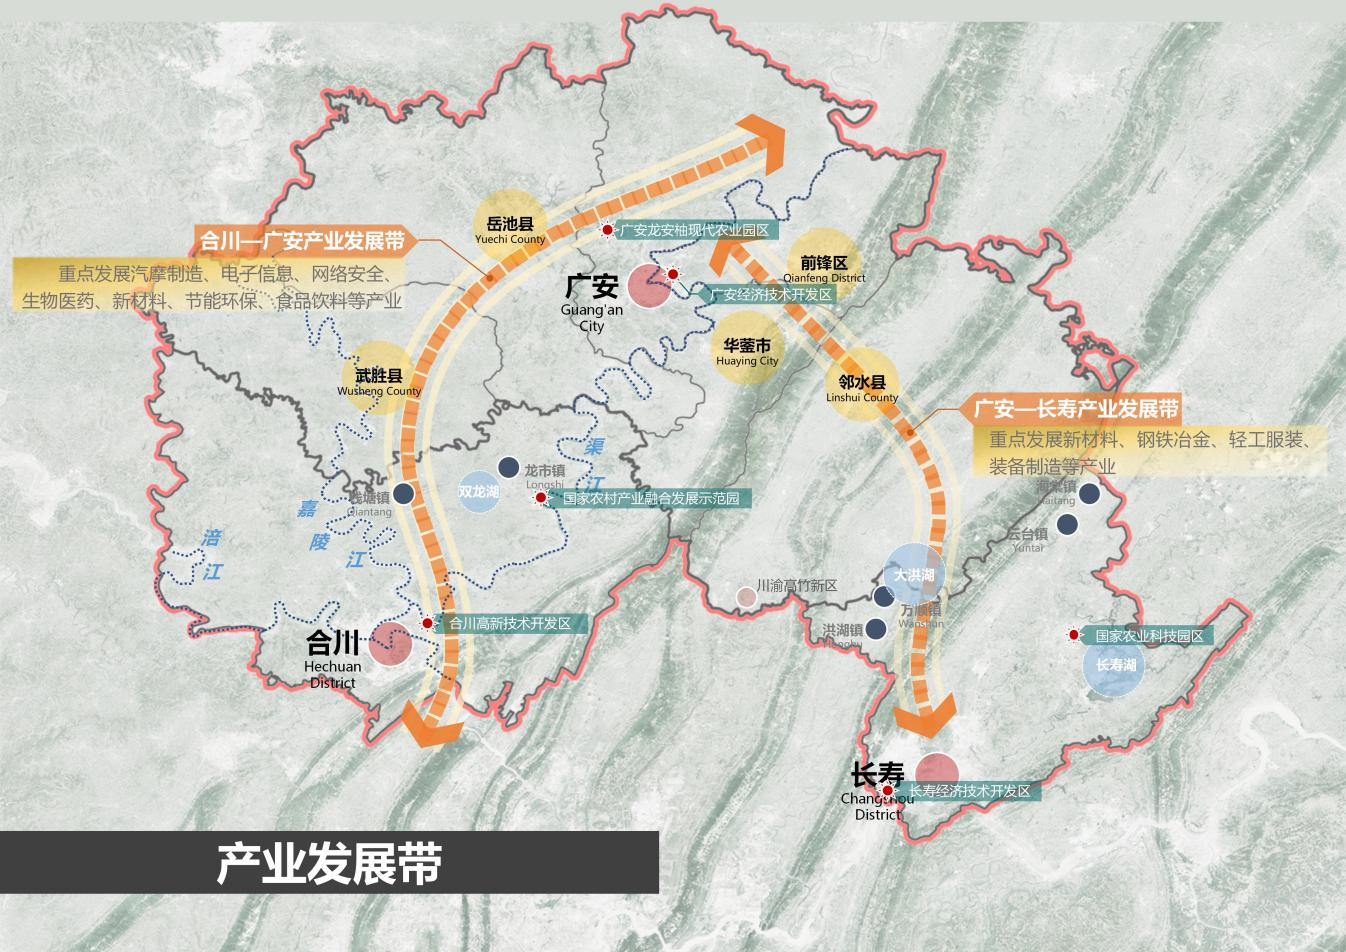 岳池县
Yuechi County
广安龙安柚现代农业园区
合川—广安产业发展带
重点发展汽摩制造、电子信息、网络安全、
生物医药、新材料、节能环保、食品饮料等产业
广安
Guang'an
City
前锋区
Qianfeng District
广安经济技术开发区
华蓥市
Huaying City
武胜县
Wusheng County
邻水县
Linshui County
广安—长寿产业发展带
重点发展新材料、钢铁冶金、轻工服装、
装备制造等产业
渠
江
龙市镇
Longshi
双龙湖
国家农村产业融合发展示范园
钱塘镇
Qiantang
嘉
陵
江
涪
江
海棠镇
Haitang
云台镇
Yuntai
大洪湖
川渝高竹新区
万顺镇
Wanshun
洪湖镇
Honghu
合川高新技术开发区
合川
Hechuan
District
国家农业科技园区
长寿湖
长寿
Changshou
District
长寿经济技术开发区
产业发展带